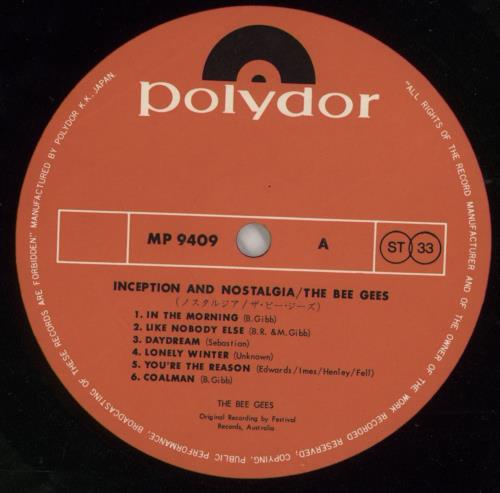 polydor
MP 9409
A
ST 33
INCEPTION AND NOSTALGIA/THE BEE GEES
(ノスタルジア/ザ・ビー・ジーズ)
1. IN THE MORNING (B.Gibb)
2. LIKE NOBODY ELSE (B.R. &M.Gibb)
3. DAYDREAM (Sebastian)
4. LONELY WINTER (Unknown)
5. YOU'RE THE REASON (Edwards/Imes/Henley/Fell)
6. COALMAN (B.Gibb)
THE BEE GEES
Original Recording by Festival
Records, Australia
"ALL RIGHTS OF THE RECORD MANUFACTURER AND OF THE OWNER OF THE WORK RECORDED RESERVED; COPYING, PUBLIC PERFORMANCE, BROADCASTING OF THESE RECORDS ARE FORBIDDEN" MANUFACTURED BY POLYDOR K.K. JAPAN.